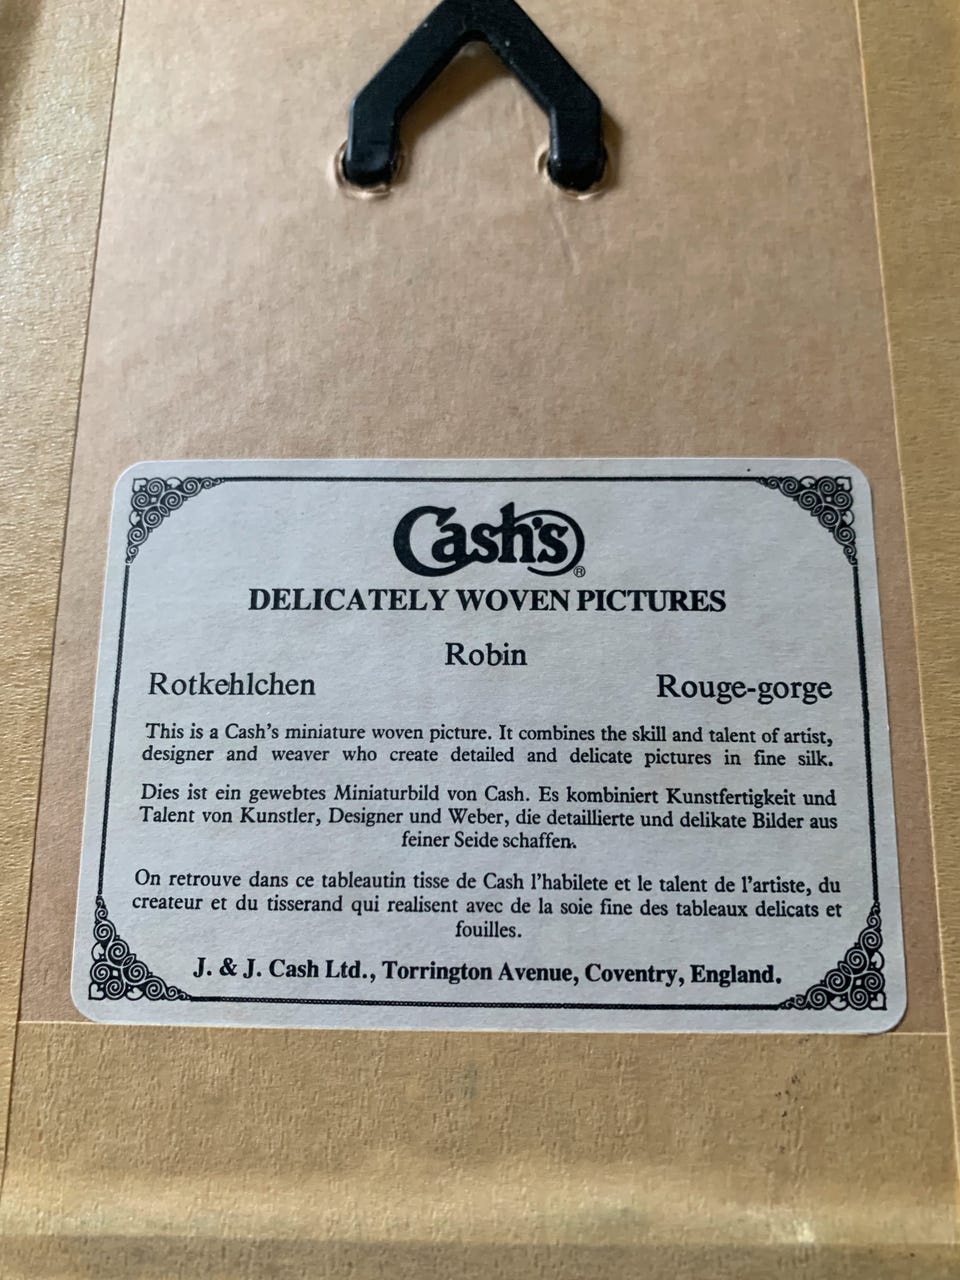 Cash's®
DELICATELY WOVEN PICTURES
Robin
Rotkehlchen Rouge-gorge
This is a Cash's miniature woven picture. It combines the skill and talent of artist,
designer and weaver who create detailed and delicate pictures in fine silk.
Dies ist ein gewebtes Miniaturbild von Cash. Es kombiniert Kunstfertigkeit und
Talent von Kunstler, Designer und Weber, die detaillierte und delikate Bilder aus
feiner Seide schaffen.
On retrouve dans ce tableautin tisse de Cash l'habilete et le talent de l'artiste, du
createur et du tisserand qui realisent avec de la soie fine des tableaux delicats et
fouilles.
J. & J. Cash Ltd., Torrington Avenue, Coventry, England.